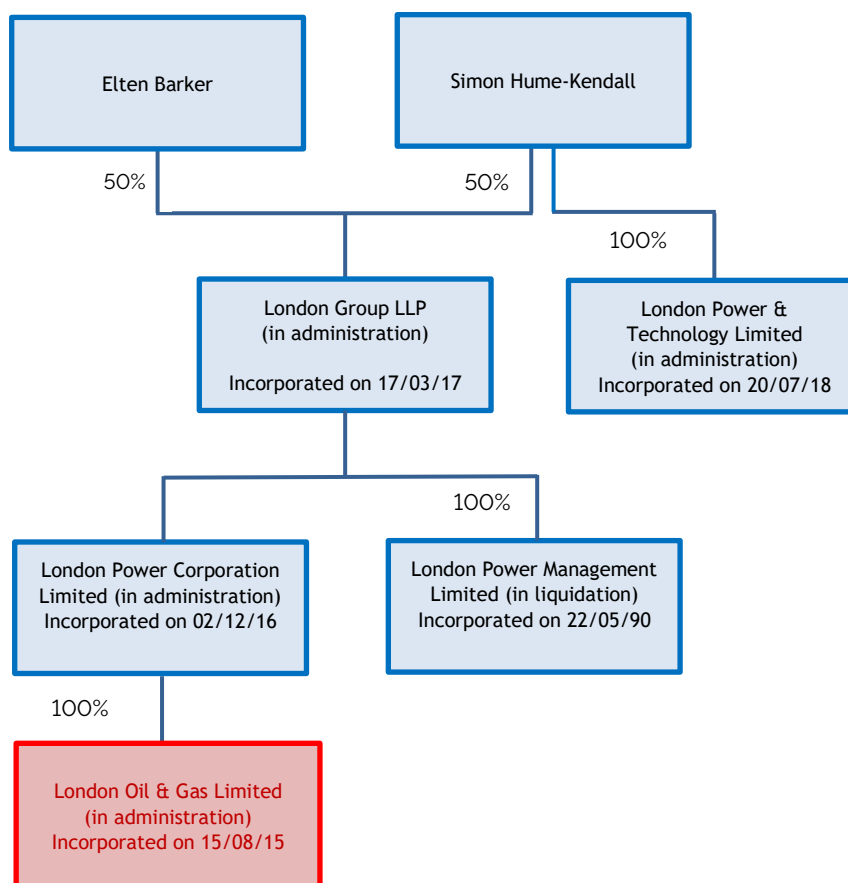 Elten Barker
Simon Hume-Kendall
50%
50%
100%
London Group LLP
(in administration)
Incorporated on 17/03/17
London Power &
Technology Limited
(in administration)
Incorporated on 20/07/18
100%
London Power Corporation
Limited (in administration)
Incorporated on 02/12/16
London Power Management
Limited (in liquidation)
Incorporated on 22/05/90
100%
London Oil & Gas Limited
(in administration)
Incorporated on 15/08/15